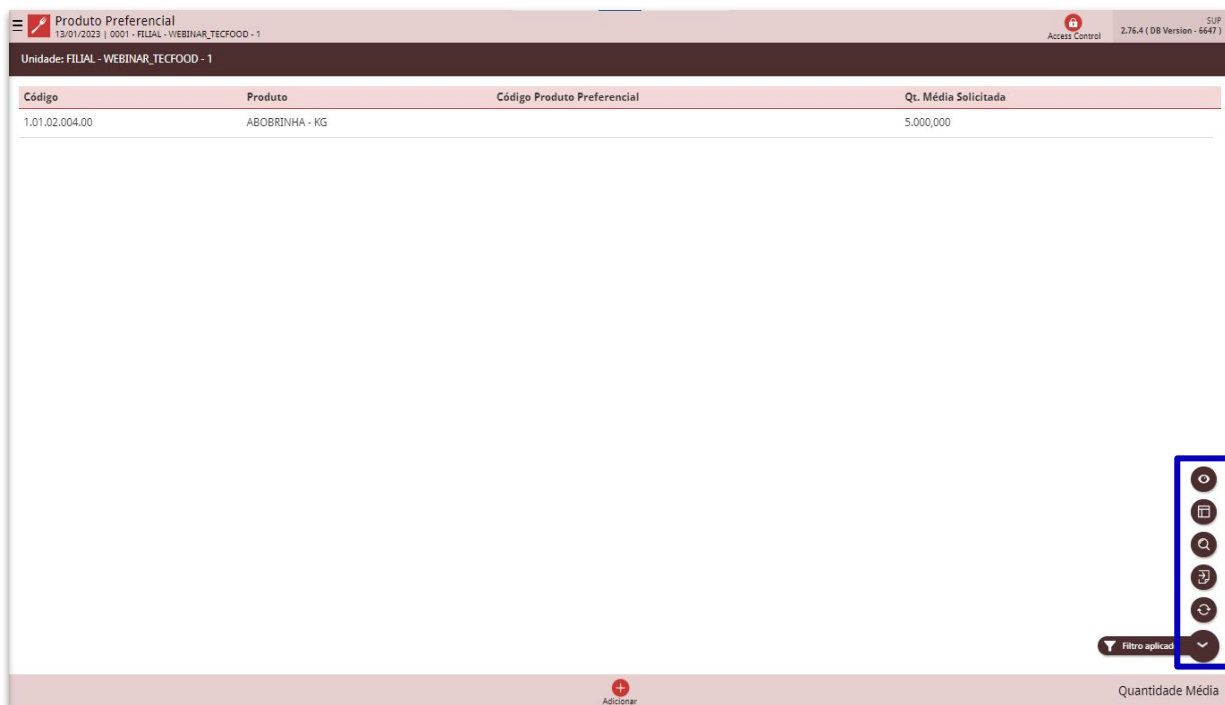 Produto Preferencial
13/01/2023 | 0001 - FILIAL - WEBINAR_TECFOOD - 1
Access Control
SUP
2.76.4 ( DB Version - 6647 )
Unidade: FILIAL - WEBINAR_TECFOOD - 1
Código Produto Código Produto Preferencial Qt. Média Solicitada
1.01.02.004.00 ABOBRINHA - KG 5.000,000
Filtro aplicad
Adicionar
Quantidade Média